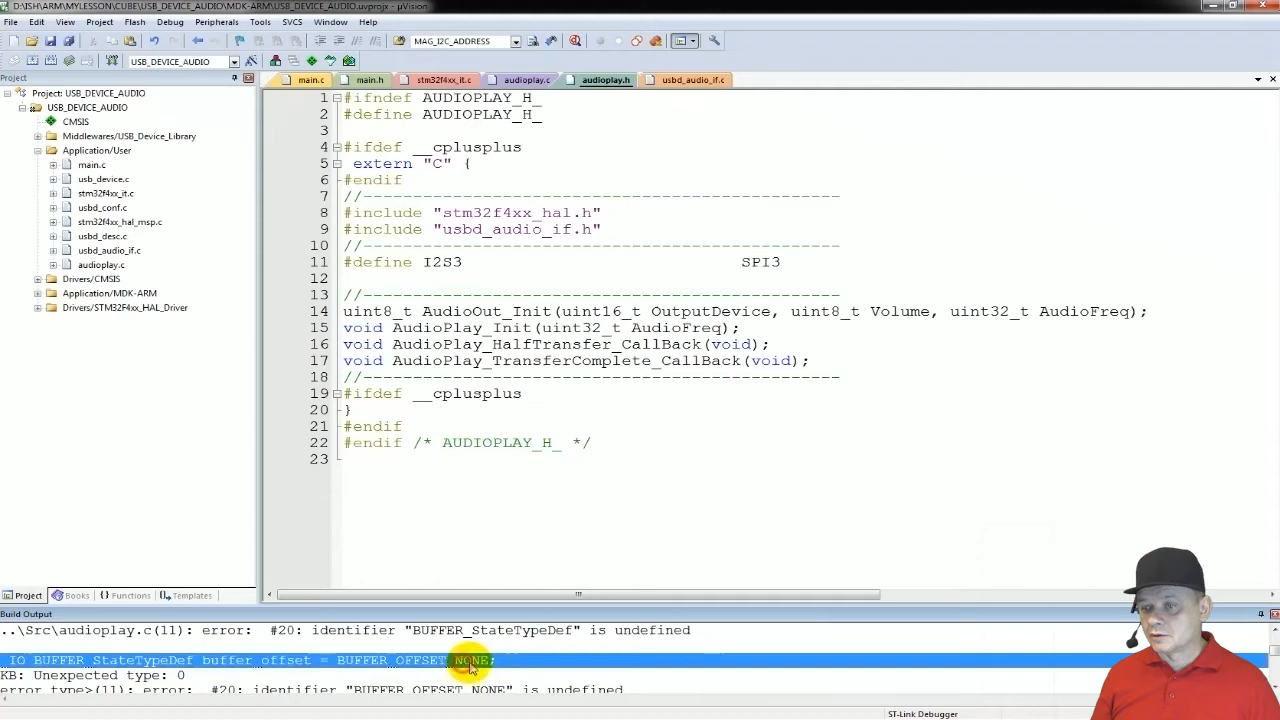 D:\ISH\ARM\MYLESSON\CUBE\USB_DEVICE_AUDIO\MDK-ARM\USB_DEVICE_AUDIO.uvprojx - µVision
File Edit View Project Flash Debug Peripherals Tools SVCS Window Help
MAG_I2C_ADDRESS
USB_DEVICE_AUDIO
Project
main.c main.h stm32f4xx_it.c audioplay.c audioplay.h usbd_audio_if.c
Project: USB_DEVICE_AUDIO
USB_DEVICE_AUDIO
CMSIS
Middlewares/USB_Device_Library
Application/User
main.c
usb_device.c
stm32f4xx_it.c
usbd_conf.c
stm32f4xx_hal_msp.c
usbd_desc.c
usbd_audio_if.c
audioplay.c
Drivers/CMSIS
Application/MDK-ARM
Drivers/STM32F4xx_HAL_Driver
1 #ifndef AUDIOPLAY_H_
2 #define AUDIOPLAY_H_
3
4 #ifdef __cplusplus
5 extern "C" {
6 #endif
7 //------------------------------------------------
8 #include "stm32f4xx_hal.h"
9 #include "usbd_audio_if.h"
10 //------------------------------------------------
11 #define I2S3 SPI3
12
13 //------------------------------------------------
14 uint8_t AudioOut_Init(uint16_t OutputDevice, uint8_t Volume, uint32_t AudioFreq);
15 void AudioPlay_Init(uint32_t AudioFreq);
16 void AudioPlay_HalfTransfer_CallBack(void);
17 void AudioPlay_TransferComplete_CallBack(void);
18 //------------------------------------------------
19 #ifdef __cplusplus
20 }
21 #endif
22 #endif /* AUDIOPLAY_H_ */
23
Project Books Functions Templates
Build Output
..\Src\audioplay.c(11): error: #20: identifier "BUFFER_StateTypeDef" is undefined
IO BUFFER_StateTypeDef buffer_offset = BUFFER_OFFSET_NONE;
KB: Unexpected type: 0
error type>(11): error: #20: identifier "BUFFER_OFFSET_NONE" is undefined
ST-Link Debugger